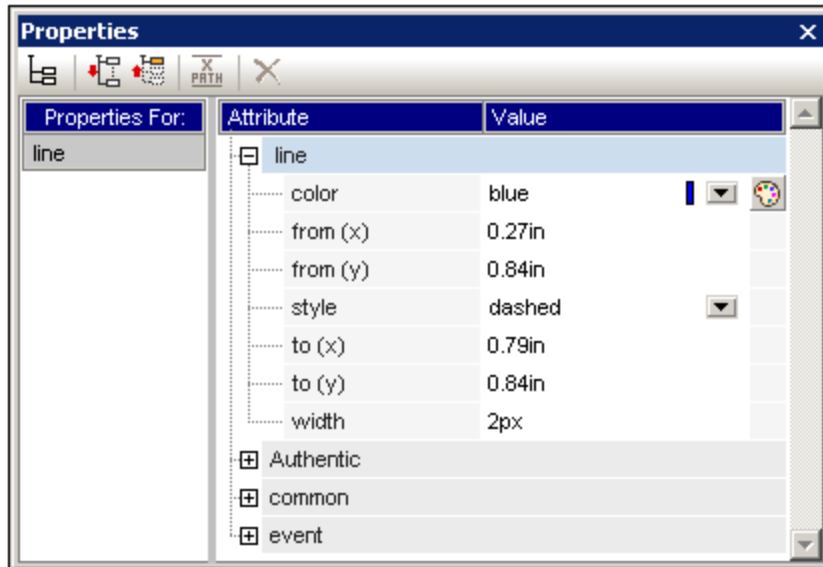 Properties
X
PATH
Properties For:
line
Attribute Value
line
color blue
from (x) 0.27in
from (y) 0.84in
style dashed
to (x) 0.79in
to (y) 0.84in
width 2px
Authentic
common
event